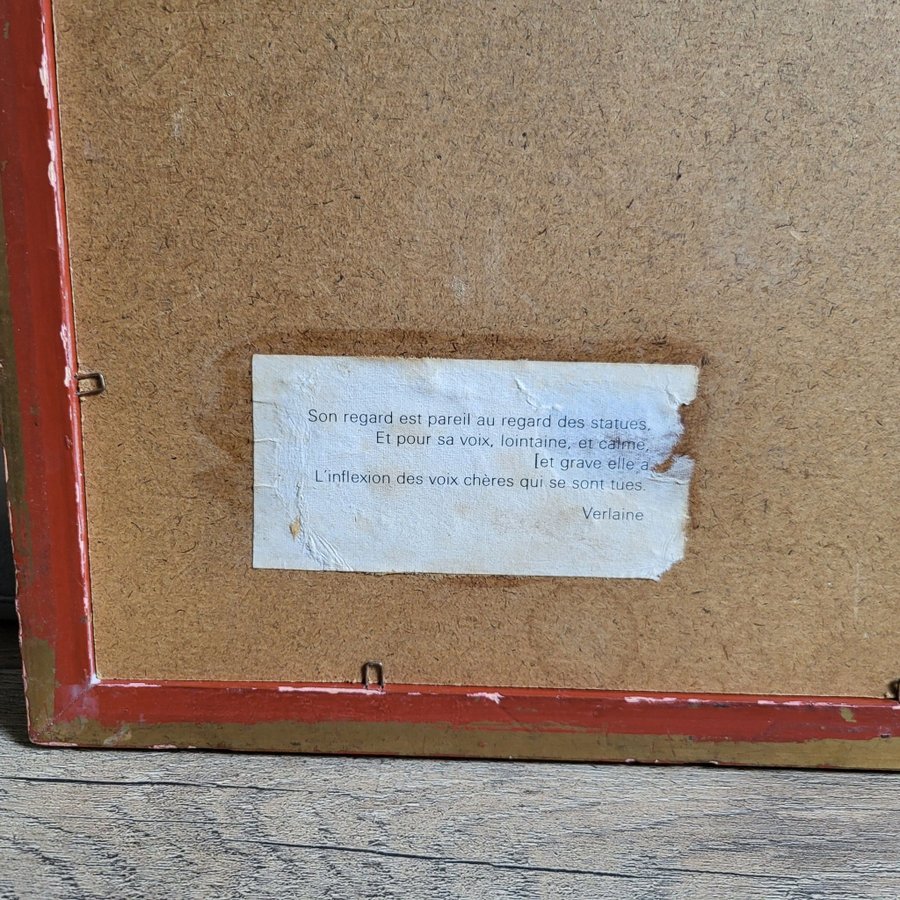 Son regard est pareil au regard des statues,
Et pour sa voix, lointaine, et calme,
[et grave elle a
L'inflexion des voix chères qui se sont tues.
Verlaine